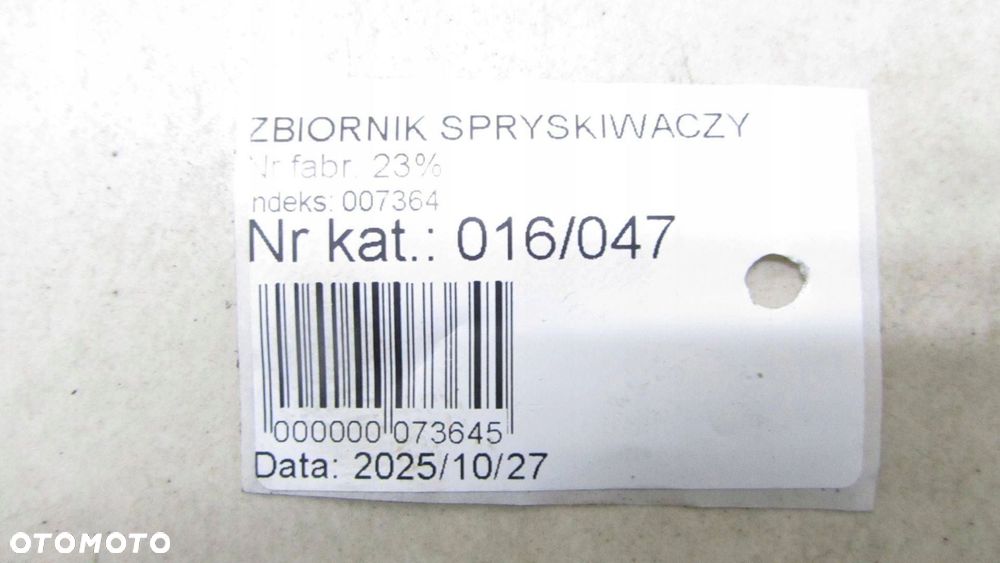 ZBIORNIK SPRYSKIWACZY
Nr fabr. 23%
ndeks: 007364
Nr kat.: 016/047
000000 073645
Data: 2025/10/27
OTOMOTO